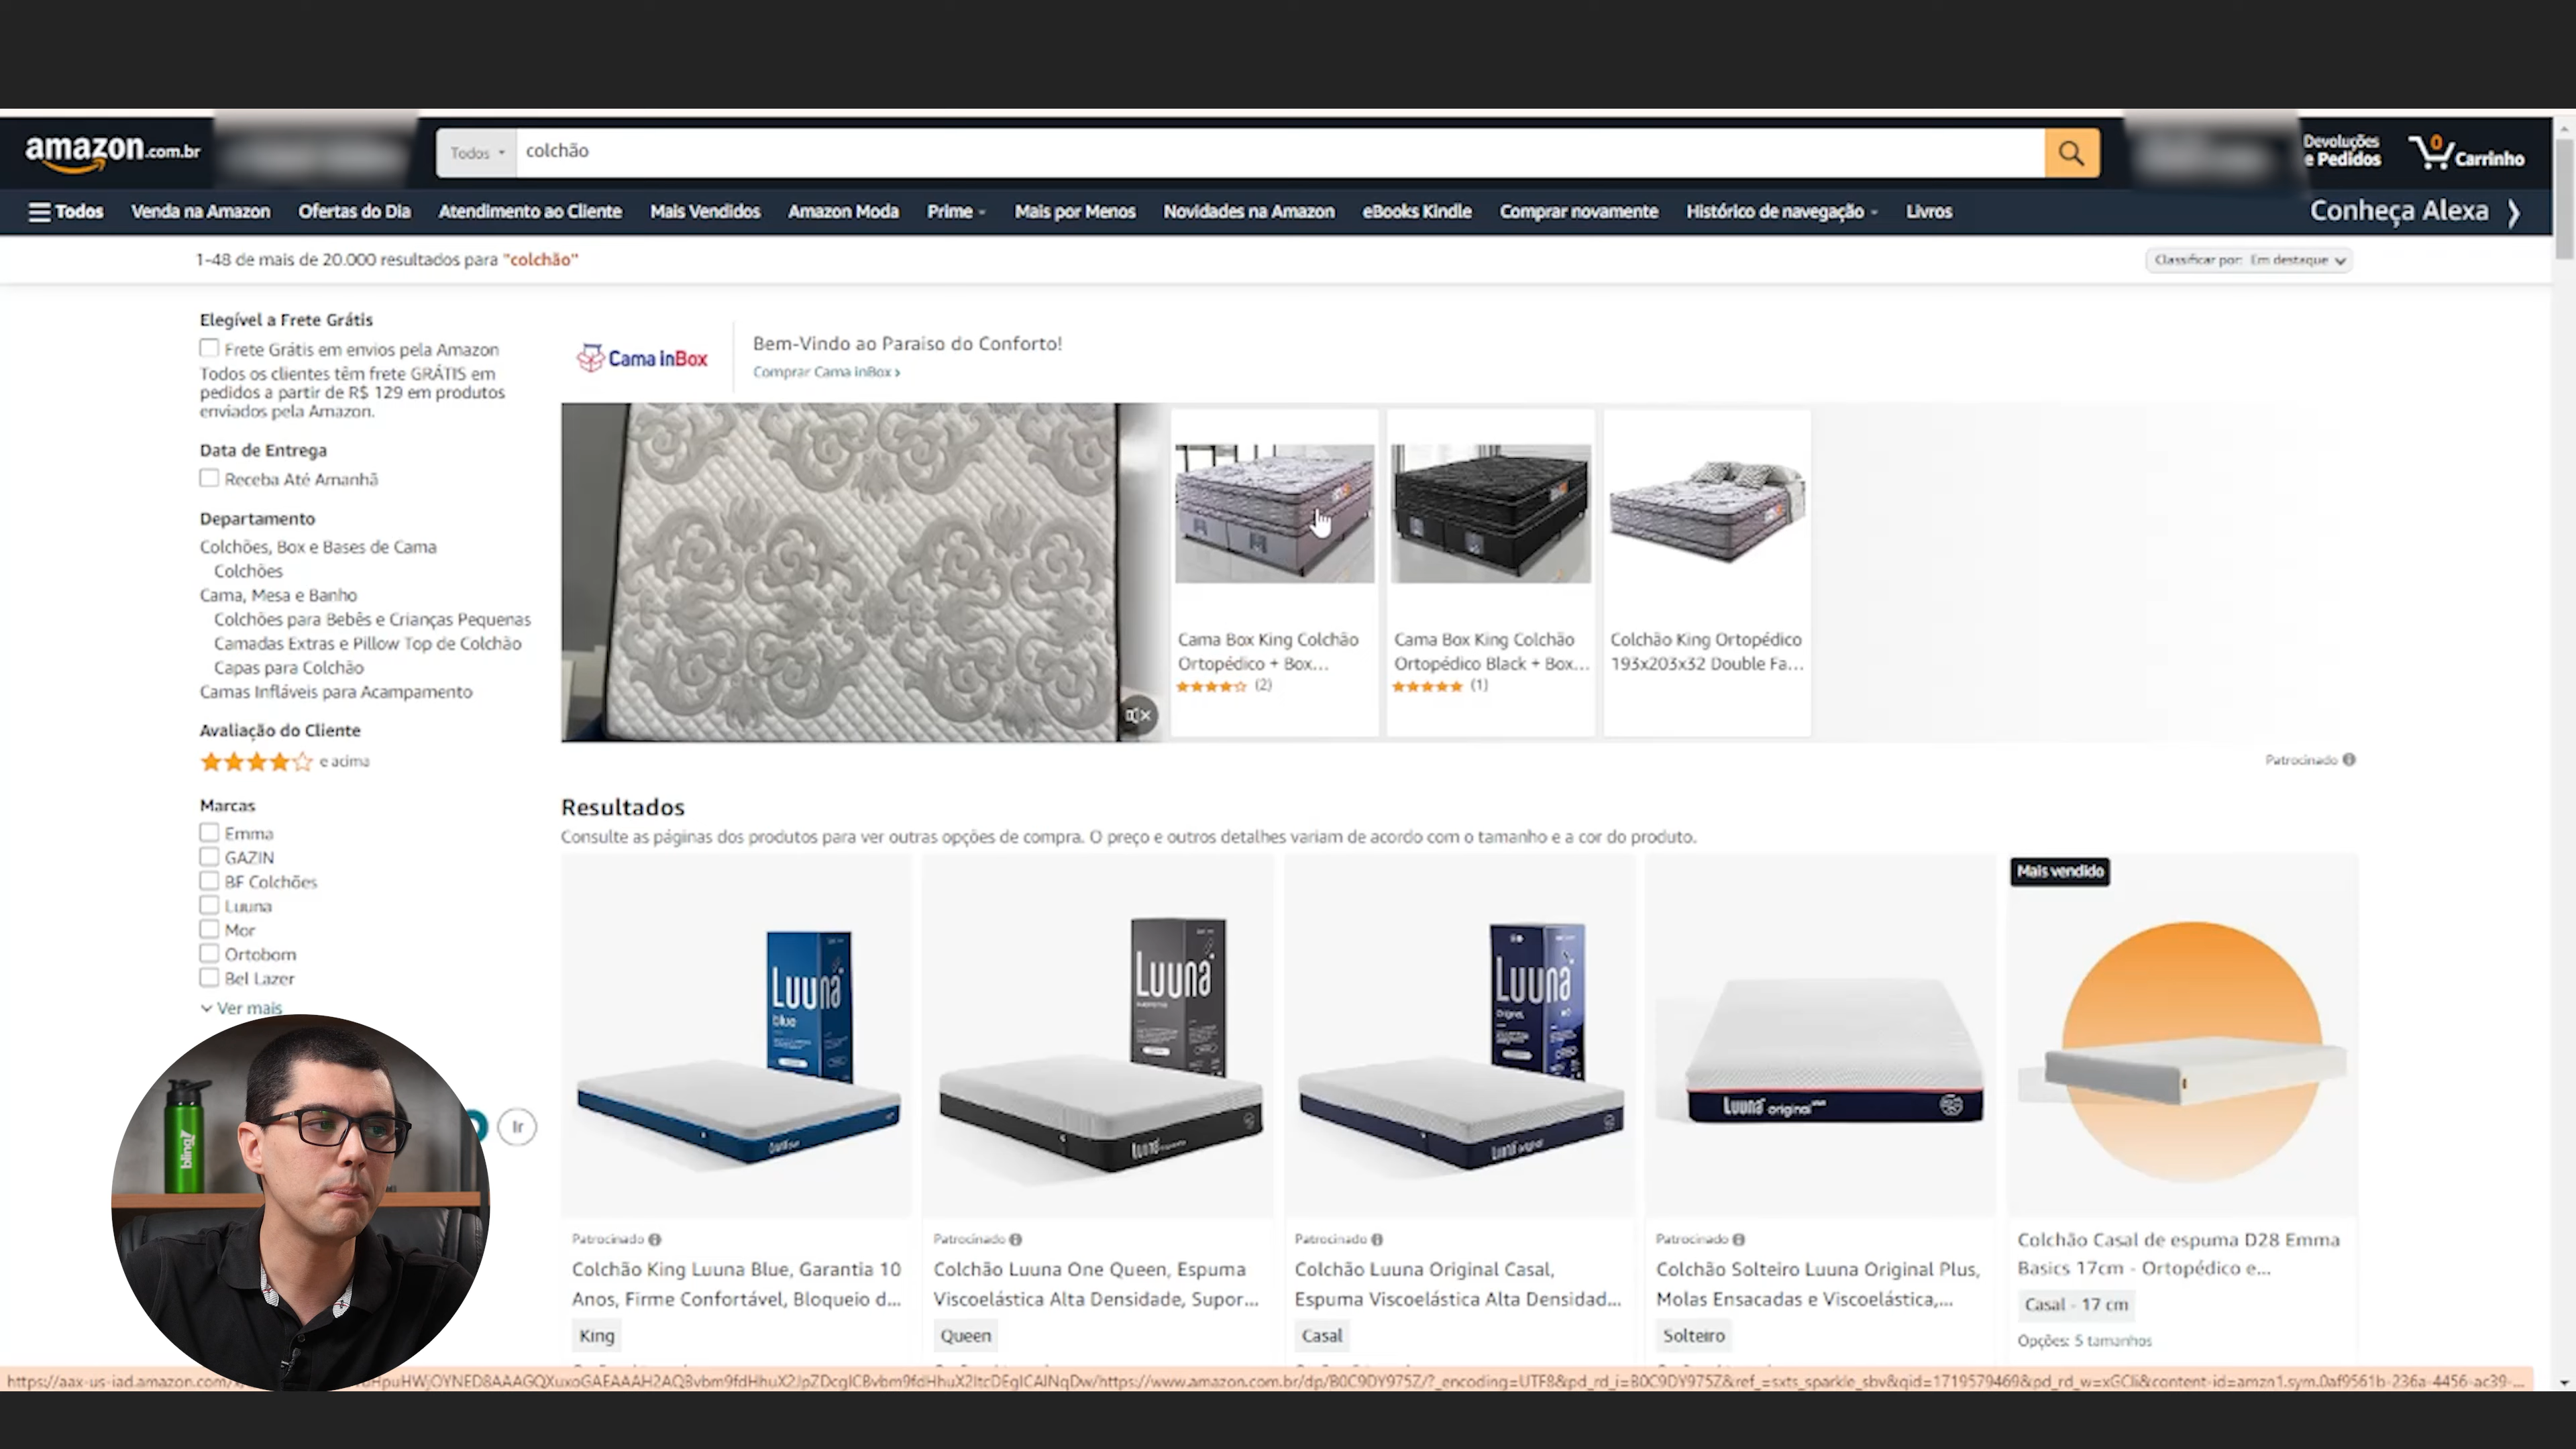 amazon.com.br
Todos
colchão
Devoluções
e Pedidos
0
Carrinho
Todos
Venda na Amazon
Ofertas do Dia
Atendimento ao Cliente
Mais Vendidos
Amazon Moda
Prime
Mais por Menos
Novidades na Amazon
eBooks Kindle
Comprar novamente
Histórico de navegação
Livros
Conheça Alexa
1-48 de mais de 20.000 resultados para "colchão"
Classificar por: Em destaque
Elegível a Frete Grátis
Frete Grátis em envios pela Amazon
Todos os clientes têm frete GRÁTIS em
pedidos a partir de R$ 129 em produtos
enviados pela Amazon.
Data de Entrega
Receba Até Amanhã
Departamento
Colchões, Box e Bases de Cama
Colchões
Cama, Mesa e Banho
Colchões para Bebês e Crianças Pequenas
Camadas Extras e Pillow Top de Colchão
Capas para Colchão
Camas Infláveis para Acampamento
Avaliação do Cliente
e acima
Marcas
Emma
GAZIN
BF Colchões
Luuna
Mor
Ortobom
Bel Lazer
Ver mais
Ir
bling
Cama inBox
Bem-Vindo ao Paraiso do Conforto!
Comprar Cama inBox ›
Cama Box King Colchão
Ortopédico + Box...
(2)
Cama Box King Colchão
Ortopédico Black + Box...
(1)
Colchão King Ortopédico
193x203x32 Double Fa...
Patrocinado
Resultados
Consulte as páginas dos produtos para ver outras opções de compra. O preço e outros detalhes variam de acordo com o tamanho e a cor do produto.
Luuna
blue
Luuna
Luuna
Original
Luuna original
Luuna original
Mais vendido
Patrocinado
Colchão King Luuna Blue, Garantia 10
Anos, Firme Confortável, Bloqueio d...
King
Patrocinado
Colchão Luuna One Queen, Espuma
Viscoelástica Alta Densidade, Supor...
Queen
Patrocinado
Colchão Luuna Original Casal,
Espuma Viscoelástica Alta Densidad...
Casal
Patrocinado
Colchão Solteiro Luuna Original Plus,
Molas Ensacadas e Viscoelástica,...
Solteiro
Colchão Casal de espuma D28 Emma
Basics 17cm - Ortopédico e...
Casal - 17 cm
Opções: 5 tamanhos